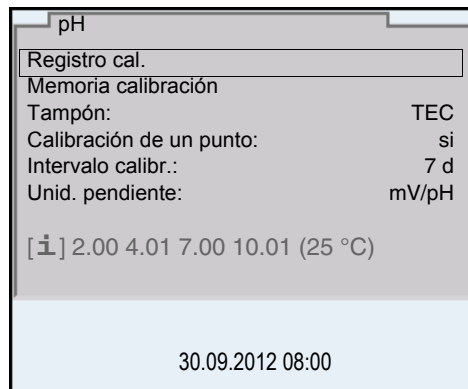 pH
Registro cal.
Memoria calibración
Tampón: TEC
Calibración de un punto: si
Intervalo calibr.: 7 d
Unid. pendiente: mV/pH
[i] 2.00 4.01 7.00 10.01 (25 °C)
30.09.2012 08:00